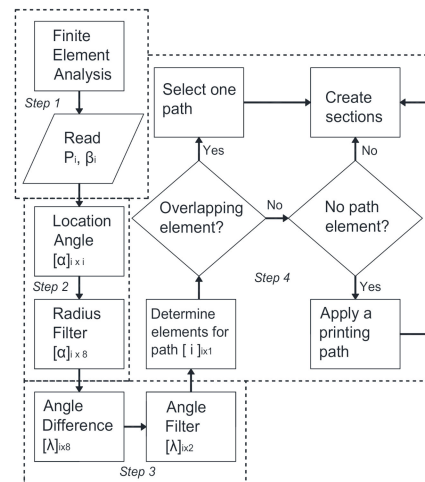 Finite
Element
Analysis
Step 1
Read
Pi, βi
Location
Angle
[α]i x i
Step 2
Radius
Filter
[α]i x 8
Angle
Difference
[λ]ix8
Angle
Filter
[λ]ix2
Step 3
Determine
elements for
path [ i ]ix1
Overlapping
element?
Yes
No
Select one
path
Create
sections
No
No path
element?
Step 4
Yes
Apply a
printing
path